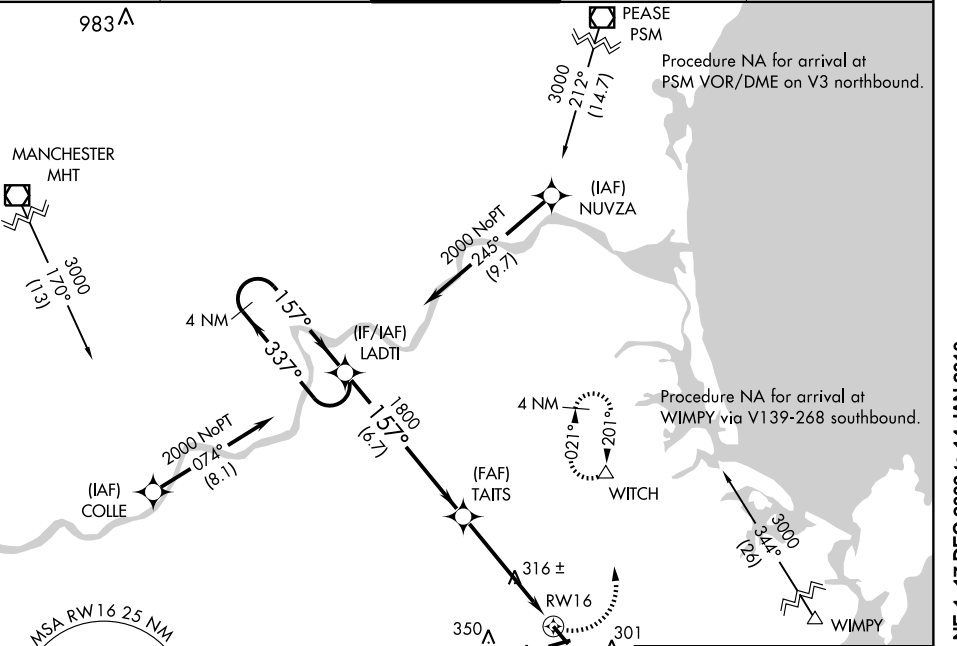 983
PEASE
PSM
Procedure NA for arrival at
PSM VOR/DME on V3 northbound.
3000
212°
(14.7)
MANCHESTER
MHT
3000
170°
(13)
(IAF)
NUVZA
2000 NoPT
245°
(9.7)
4 NM
157°
337°
(IF/IAF)
LADTI
1800
157°
(6.7)
2000 NoPT
074°
(8.1)
(IAF)
COLLE
4 NM
021°
201°
WITCH
Procedure NA for arrival at
WIMPY via V139-268 southbound.
(FAF)
TAITS
3000
344°
(26)
WIMPY
316 ±
RW16
350
301
MSA RW16 25 NM